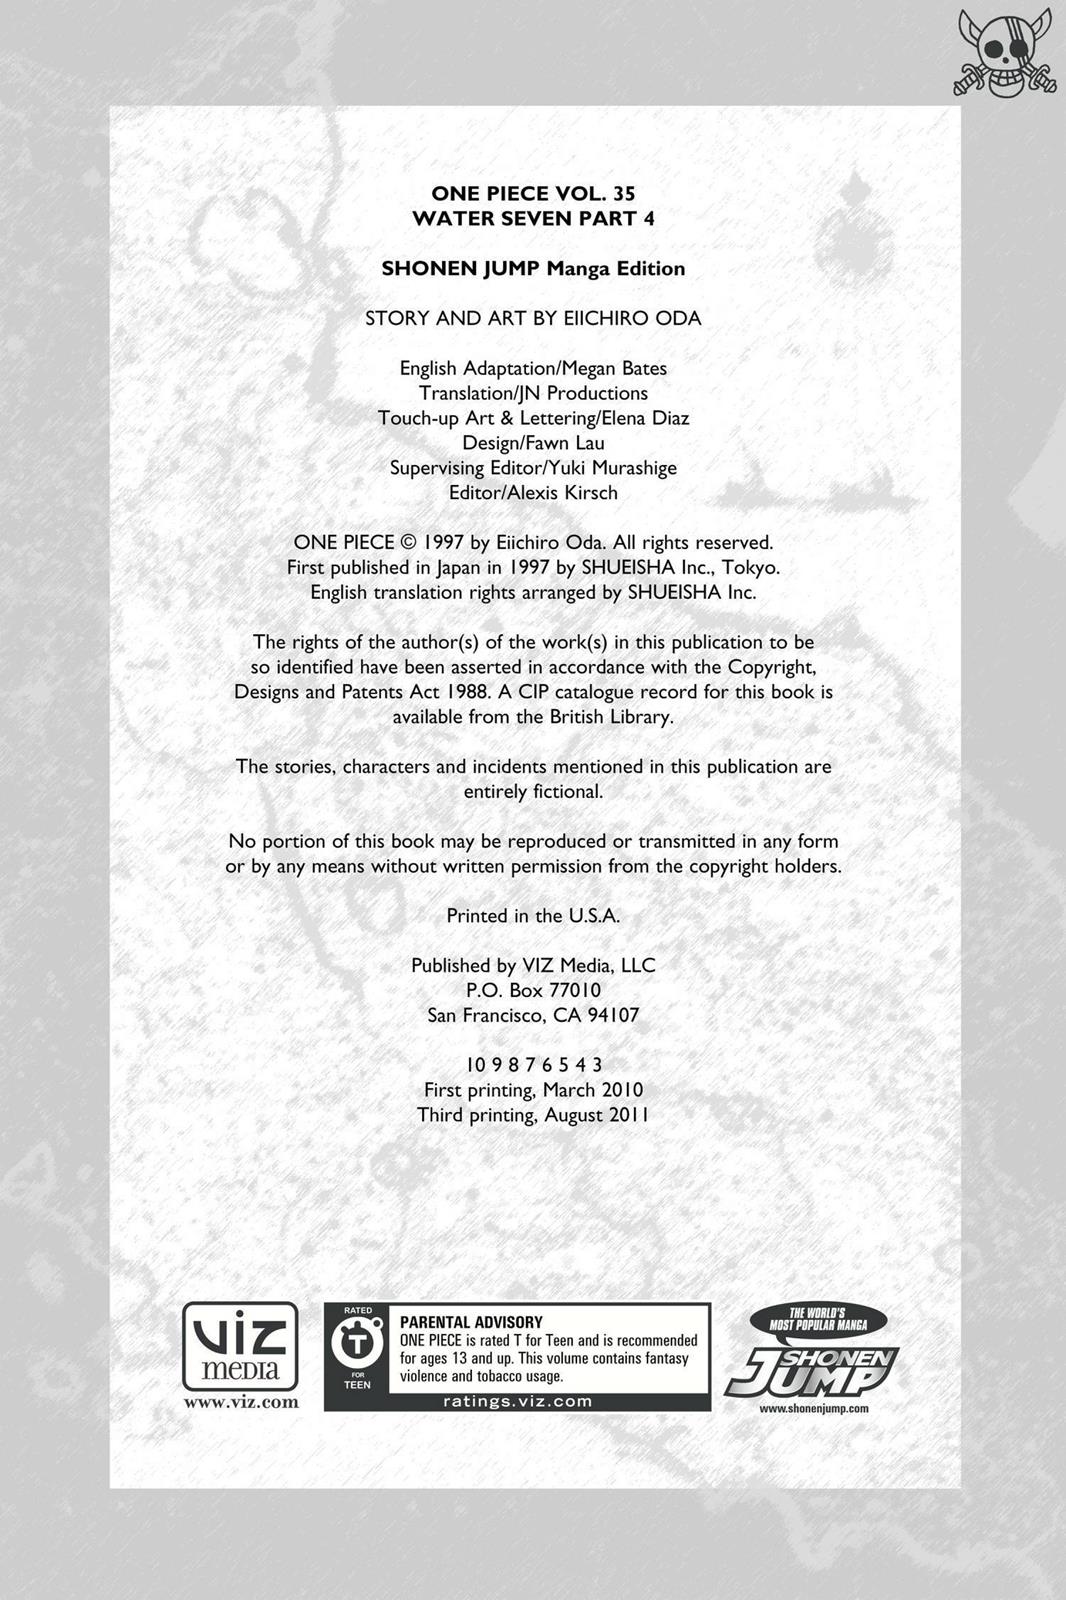 ONE PIECE VOL. 35
WATER SEVEN PART 4
SHONEN JUMP Manga Edition
STORY AND ART BY EIICHIRO ODA
English Adaptation/Megan Bates
Translation/JN Productions
Touch-up Art & Lettering/Elena Diaz
Design/Fawn Lau
Supervising Editor/Yuki Murashige
Editor/Alexis Kirsch
ONE PIECE © 1997 by Eiichiro Oda. All rights reserved.
First published in Japan in 1997 by SHUEISHA Inc., Tokyo.
English translation rights arranged by SHUEISHA Inc.
The rights of the author(s) of the work(s) in this publication to be
so identified have been asserted in accordance with the Copyright,
Designs and Patents Act 1988. A CIP catalogue record for this book is
available from the British Library.
The stories, characters and incidents mentioned in this publication are
entirely fictional.
No portion of this book may be reproduced or transmitted in any form
or by any means without written permission from the copyright holders.
Printed in the U.S.A.
Published by VIZ Media, LLC
P.O. Box 77010
San Francisco, CA 94107
10 9 8 7 6 5 4 3
First printing, March 2010
Third printing, August 2011
viz
media
www.viz.com
RATED
T
FOR
TEEN
PARENTAL ADVISORY
ONE PIECE is rated T for Teen and is recommended
for ages 13 and up. This volume contains fantasy
violence and tobacco usage.
ratings.viz.com
THE WORLD'S
MOST POPULAR MANGA
SHONEN
JUMP
www.shonenjump.com